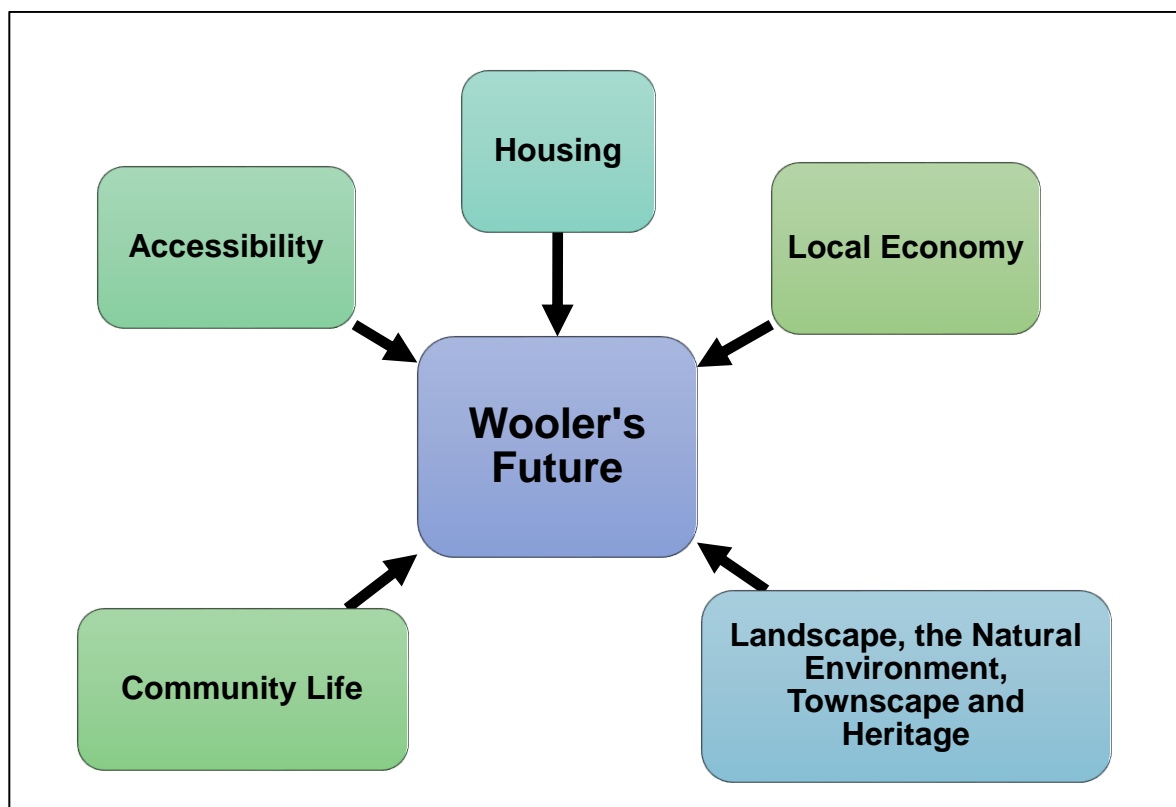 Housing
Accessibility
Local Economy
Wooler's
Future
Community Life
Landscape, the Natural
Environment,
Townscape and
Heritage